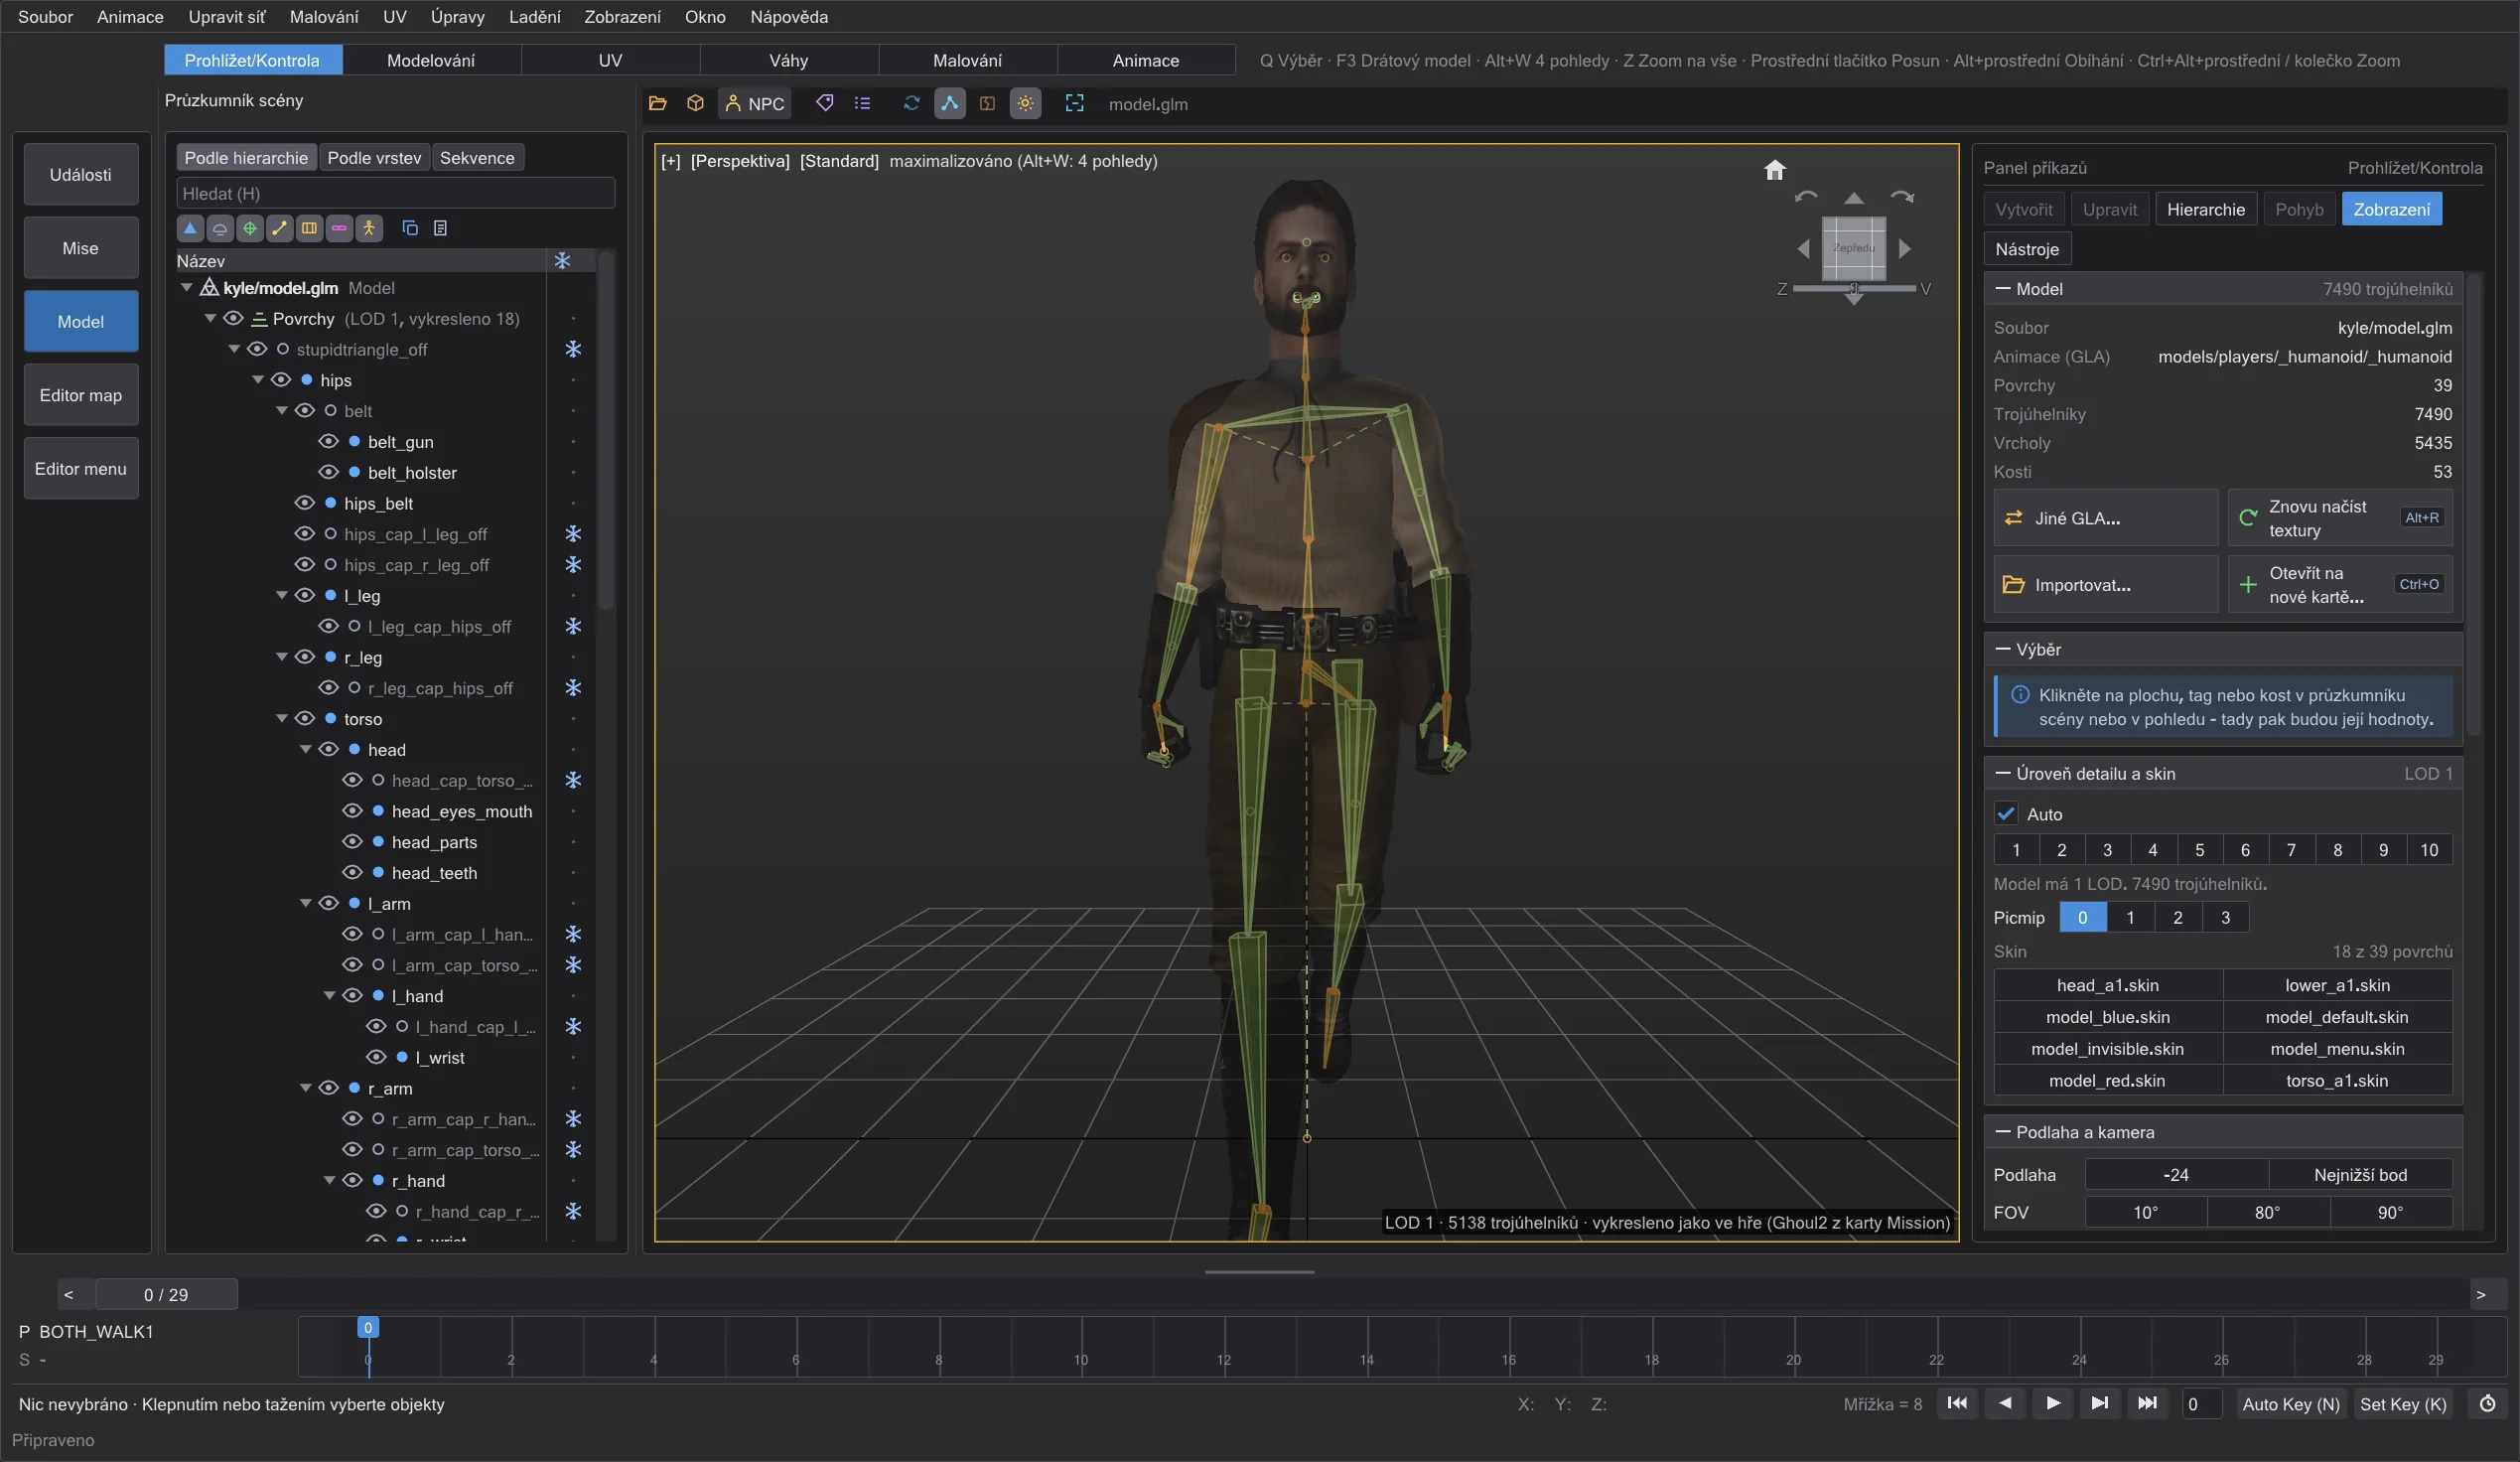 Soubor Animace Upravit síť Malování UV Úpravy Ladění Zobrazení Okno Nápověda
Prohlížet/Kontrola Modelování UV Váhy Malování Animace Q Výběr · F3 Drátový model · Alt+W 4 pohledy · Z Zoom na vše · Prostřední tlačítko Posun · Alt+prostřední Obíhání · Ctrl+Alt+prostřední / kolečko Zoom
Průzkumník scény
NPC model.glm
Události
Mise
Model
Editor map
Editor menu
Podle hierarchie Podle vrstev Sekvence
Hledat (H)
Název
kyle/model.glm Model
Povrchy (LOD 1, vykresleno 18)
stupidtriangle_off
hips
belt
belt_gun
belt_holster
hips_belt
hips_cap_l_leg_off
hips_cap_r_leg_off
l_leg
l_leg_cap_hips_off
r_leg
r_leg_cap_hips_off
torso
head
head_cap_torso_...
head_eyes_mouth
head_parts
head_teeth
l_arm
l_arm_cap_l_han...
l_arm_cap_torso_...
l_hand
l_hand_cap_l_...
l_wrist
r_arm
r_arm_cap_r_han...
r_arm_cap_torso_...
r_hand
r_hand_cap_r_...
r_wrist
[+] [Perspektiva] [Standard] maximalizováno (Alt+W: 4 pohledy)
Zepředu
Z J V
LOD 1 · 5138 trojúhelníků · vykresleno jako ve hře (Ghoul2 z karty Mission)
Panel příkazů Prohlížet/Kontrola
Vytvořit Upravit Hierarchie Pohyb Zobrazení
Nástroje
Model 7490 trojúhelníků
Soubor kyle/model.glm
Animace (GLA) models/players/_humanoid/_humanoid
Povrchy 39
Trojúhelníky 7490
Vrcholy 5435
Kosti 53
Jiné GLA...
Znovu načíst textury Alt+R
Importovat...
Otevřít na nové kartě... Ctrl+O
Výběr
Klikněte na plochu, tag nebo kost v průzkumníku
scény nebo v pohledu - tady pak budou její hodnoty.
Úroveň detailu a skin LOD 1
Auto
1 2 3 4 5 6 7 8 9 10
Model má 1 LOD. 7490 trojúhelníků.
Picmip 0 1 2 3
Skin 18 z 39 povrchů
head_a1.skin lower_a1.skin
model_blue.skin model_default.skin
model_invisible.skin model_menu.skin
model_red.skin torso_a1.skin
Podlaha a kamera
Podlaha -24 Nejnižší bod
FOV 10° 80° 90°
< 0 / 29 >
P BOTH_WALK1
S -
0
0 2 4 6 8 10 12 14 16 18 20 22 24 26 28 29
Nic nevybráno · Klepnutím nebo tažením vyberte objekty X: Y: Z: Mřížka = 8 0 Auto Key (N) Set Key (K)
Připraveno